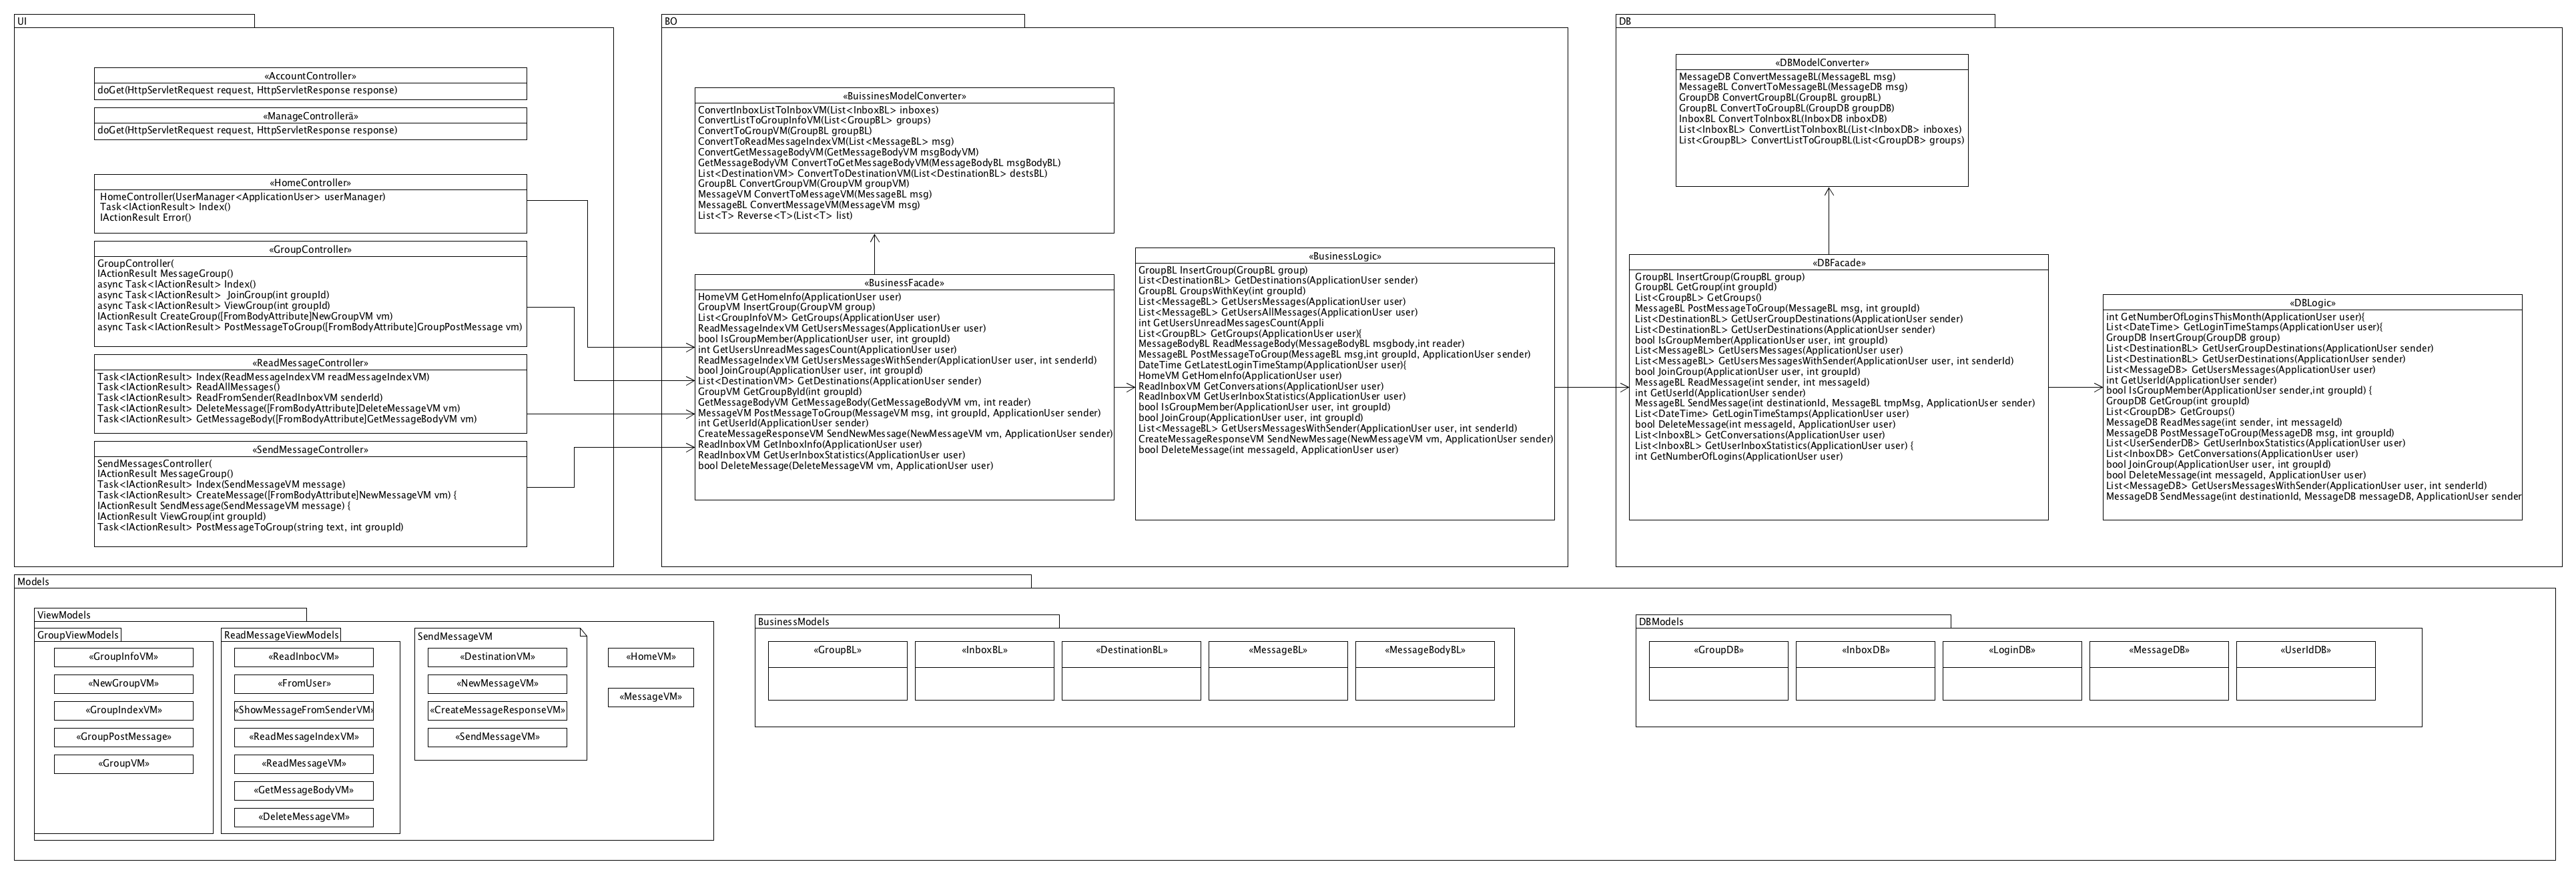 UI
«AccountController»
doGet(HttpServletRequest request, HttpServletResponse response)
«ManageControllerä»
doGet(HttpServletRequest request, HttpServletResponse response)
«HomeController»
HomeController(UserManager<ApplicationUser> userManager)
Task<IActionResult> Index()
IActionResult Error()
«GroupController»
GroupController(
IActionResult MessageGroup()
async Task<IActionResult> Index()
async Task<IActionResult>  JoinGroup(int groupId)
async Task<IActionResult> ViewGroup(int groupId)
IActionResult CreateGroup([FromBodyAttribute]NewGroupVM vm)
async Task<IActionResult> PostMessageToGroup([FromBodyAttribute]GroupPostMessage vm)
«ReadMessageController»
Task<IActionResult> Index(ReadMessageIndexVM readMessageIndexVM)
Task<IActionResult> ReadAllMessages()
Task<IActionResult> ReadFromSender(ReadInboxVM senderId)
Task<IActionResult> DeleteMessage([FromBodyAttribute]DeleteMessageVM vm)
Task<IActionResult> GetMessageBody([FromBodyAttribute]GetMessageBodyVM vm)
«SendMessageController»
SendMessagesController(
IActionResult MessageGroup()
Task<IActionResult> Index(SendMessageVM message)
Task<IActionResult> CreateMessage([FromBodyAttribute]NewMessageVM vm) {
IActionResult SendMessage(SendMessageVM message) {
IActionResult ViewGroup(int groupId)
Task<IActionResult> PostMessageToGroup(string text, int groupId)
BO
«BuissinesModelConverter»
ConvertInboxListToInboxVM(List<InboxBL> inboxes)
ConvertListToGroupInfoVM(List<GroupBL> groups)
ConvertToGroupVM(GroupBL groupBL)
ConvertToReadMessageIndexVM(List<MessageBL> msg)
ConvertGetMessageBodyVM(GetMessageBodyVM msgBodyVM)
GetMessageBodyVM ConvertToGetMessageBodyVM(MessageBodyBL msgBodyBL)
List<DestinationVM> ConvertToDestinationVM(List<DestinationBL> destsBL)
GroupBL ConvertGroupVM(GroupVM groupVM)
MessageVM ConvertToMessageVM(MessageBL msg)
MessageBL ConvertMessageVM(MessageVM msg)
List<T> Reverse<T>(List<T> list)
«BusinessFacade»
HomeVM GetHomeInfo(ApplicationUser user)
GroupVM InsertGroup(GroupVM group)
List<GroupInfoVM> GetGroups(ApplicationUser user)
ReadMessageIndexVM GetUsersMessages(ApplicationUser user)
bool IsGroupMember(ApplicationUser user, int groupId)
int GetUsersUnreadMessagesCount(ApplicationUser user)
ReadMessageIndexVM GetUsersMessagesWithSender(ApplicationUser user, int senderId)
bool JoinGroup(ApplicationUser user, int groupId)
List<DestinationVM> GetDestinations(ApplicationUser sender)
GroupVM GetGroupById(int groupId)
GetMessageBodyVM GetMessageBody(GetMessageBodyVM vm, int reader)
MessageVM PostMessageToGroup(MessageVM msg, int groupId, ApplicationUser sender)
int GetUserId(ApplicationUser sender)
CreateMessageResponseVM SendNewMessage(NewMessageVM vm, ApplicationUser sender)
ReadInboxVM GetInboxInfo(ApplicationUser user)
ReadInboxVM GetUserInboxStatistics(ApplicationUser user)
bool DeleteMessage(DeleteMessageVM vm, ApplicationUser user)
«BusinessLogic»
GroupBL InsertGroup(GroupBL group)
List<DestinationBL> GetDestinations(ApplicationUser sender)
GroupBL GroupsWithKey(int groupId)
List<MessageBL> GetUsersMessages(ApplicationUser user)
List<MessageBL> GetUsersAllMessages(ApplicationUser user)
int GetUsersUnreadMessagesCount(Appli
List<GroupBL> GetGroups(ApplicationUser user){
MessageBodyBL ReadMessageBody(MessageBodyBL msgbody,int reader)
MessageBL PostMessageToGroup(MessageBL msg,int groupId, ApplicationUser sender)
DateTime GetLatestLoginTimeStamp(ApplicationUser user){
HomeVM GetHomeInfo(ApplicationUser user)
ReadInboxVM GetConversations(ApplicationUser user)
ReadInboxVM GetUserInboxStatistics(ApplicationUser user)
bool IsGroupMember(ApplicationUser user, int groupId)
bool JoinGroup(ApplicationUser user, int groupId)
List<MessageBL> GetUsersMessagesWithSender(ApplicationUser user, int senderId)
CreateMessageResponseVM SendNewMessage(NewMessageVM vm, ApplicationUser sender)
bool DeleteMessage(int messageId, ApplicationUser user)
DB
«DBModelConverter»
MessageDB ConvertMessageBL(MessageBL msg)
MessageBL ConvertToMessageBL(MessageDB msg)
GroupDB ConvertGroupBL(GroupBL groupBL)
GroupBL ConvertToGroupBL(GroupDB groupDB)
InboxBL ConvertToInboxBL(InboxDB inboxDB)
List<InboxBL> ConvertListToInboxBL(List<InboxDB> inboxes)
List<GroupBL> ConvertListToGroupBL(List<GroupDB> groups)
«DBFacade»
GroupBL InsertGroup(GroupBL group)
GroupBL GetGroup(int groupId)
List<GroupBL> GetGroups()
MessageBL PostMessageToGroup(MessageBL msg, int groupId)
List<DestinationBL> GetUserGroupDestinations(ApplicationUser sender)
List<DestinationBL> GetUserDestinations(ApplicationUser sender)
bool IsGroupMember(ApplicationUser user, int groupId)
List<MessageBL> GetUsersMessages(ApplicationUser user)
List<MessageBL> GetUsersMessagesWithSender(ApplicationUser user, int senderId)
bool JoinGroup(ApplicationUser user, int groupId)
MessageBL ReadMessage(int sender, int messageId)
int GetUserId(ApplicationUser sender)
MessageBL SendMessage(int destinationId, MessageBL tmpMsg, ApplicationUser sender)
List<DateTime> GetLoginTimeStamps(ApplicationUser user)
bool DeleteMessage(int messageId, ApplicationUser user)
List<InboxBL> GetConversations(ApplicationUser user)
List<InboxBL> GetUserInboxStatistics(ApplicationUser user) {
int GetNumberOfLogins(ApplicationUser user)
«DBLogic»
int GetNumberOfLoginsThisMonth(ApplicationUser user){
List<DateTime> GetLoginTimeStamps(ApplicationUser user){
GroupDB InsertGroup(GroupDB group)
List<DestinationBL> GetUserGroupDestinations(ApplicationUser sender)
List<DestinationBL> GetUserDestinations(ApplicationUser sender)
List<MessageDB> GetUsersMessages(ApplicationUser user)
int GetUserId(ApplicationUser sender)
bool IsGroupMember(ApplicationUser sender,int groupId) {
GroupDB GetGroup(int groupId)
List<GroupDB> GetGroups()
MessageDB ReadMessage(int sender, int messageId)
MessageDB PostMessageToGroup(MessageDB msg, int groupId)
List<UserSenderDB> GetUserInboxStatistics(ApplicationUser user)
List<InboxDB> GetConversations(ApplicationUser user)
bool JoinGroup(ApplicationUser user, int groupId)
bool DeleteMessage(int messageId, ApplicationUser user)
List<MessageDB> GetUsersMessagesWithSender(ApplicationUser user, int senderId)
MessageDB SendMessage(int destinationId, MessageDB messageDB, ApplicationUser sender
Models
ViewModels
GroupViewModels
«GroupInfoVM»
«NewGroupVM»
«GroupIndexVM»
«GroupPostMessage»
«GroupVM»
ReadMessageViewModels
«ReadInbocVM»
«FromUser»
«ShowMessageFromSenderVM»
«ReadMessageIndexVM»
«ReadMessageVM»
«GetMessageBodyVM»
«DeleteMessageVM»
SendMessageVM
«DestinationVM»
«NewMessageVM»
«CreateMessageResponseVM»
«SendMessageVM»
«HomeVM»
«MessageVM»
BusinessModels
«GroupBL»
«InboxBL»
«DestinationBL»
«MessageBL»
«MessageBodyBL»
DBModels
«GroupDB»
«InboxDB»
«LoginDB»
«MessageDB»
«UserIdDB»